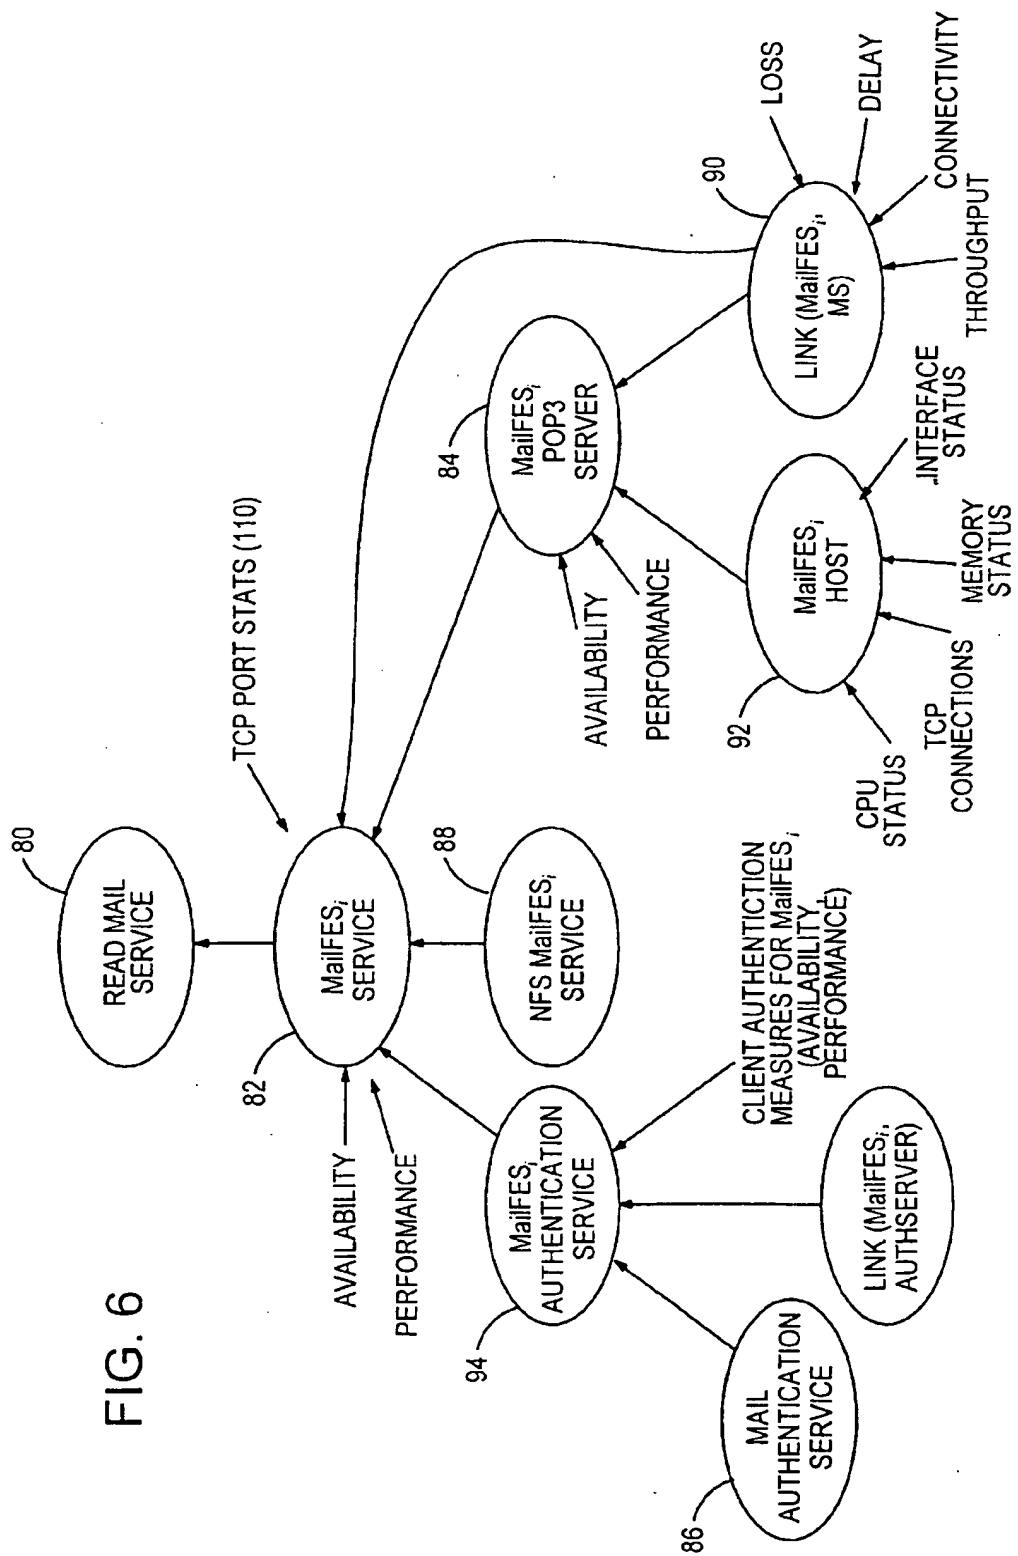 FIG. 6
80
READ MAIL
SERVICE
TCP PORT STATS (110)
82
MailFESi
SERVICE
AVAILABILITY
PERFORMANCE
88
NFS MailFESi
SERVICE
94
MailFESi
AUTHENTICATION
SERVICE
CLIENT AUTHENTICTION
MEASURES FOR MailFESi
(AVAILABILITY,
PERFORMANCE)
86
MAIL
AUTHENTICATION
SERVICE
LINK (MailFESi,
AUTHSERVER)
84
MailFESi
POP3
SERVER
AVAILABILITY
PERFORMANCE
92
MailFESi
HOST
CPU
STATUS
TCP
CONNECTIONS
MEMORY
STATUS
INTERFACE
STATUS
90
LINK (MailFESi,
MS)
LOSS
DELAY
CONNECTIVITY
THROUGHPUT